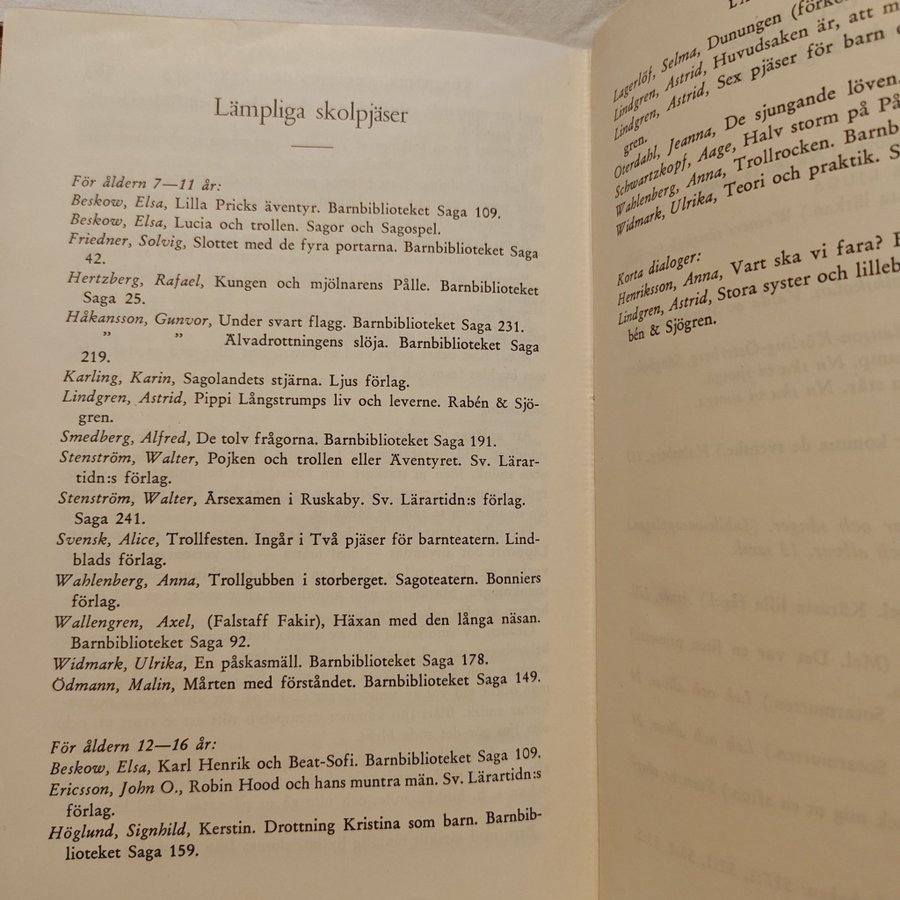 Lämpliga skolpjäser
För åldern 7—11 år:
Beskow, Elsa, Lilla Pricks äventyr. Barnbiblioteket Saga 109.
Beskow, Elsa, Lucia och trollen. Sagor och Sagospel.
Friedner, Solvig, Slottet med de fyra portarna. Barnbiblioteket Saga
42.
Hertzberg, Rafael, Kungen och mjölnarens Pålle. Barnbiblioteket
Saga 25.
Håkansson, Gunvor, Under svart flagg. Barnbiblioteket Saga 231.
” ” Älvadrottningens slöja. Barnbiblioteket Saga
219.
Karling, Karin, Sagolandets stjärna. Ljus förlag.
Lindgren, Astrid, Pippi Långstrumps liv och leverne. Rabén & Sjö-
gren.
Smedberg, Alfred, De tolv frågorna. Barnbiblioteket Saga 191.
Stenström, Walter, Pojken och trollen eller Äventyret. Sv. Lärar-
tidn:s förlag.
Stenström, Walter, Årsexamen i Ruskaby. Sv. Lärartidn:s förlag.
Saga 241.
Svensk, Alice, Trollfesten. Ingår i Två pjäser för barnteatern. Lind-
blads förlag.
Wahlenberg, Anna, Trollgubben i storberget. Sagoteatern. Bonniers
förlag.
Wallengren, Axel, (Falstaff Fakir), Häxan med den långa näsan.
Barnbiblioteket Saga 92.
Widmark, Ulrika, En påskasmäll. Barnbiblioteket Saga 178.
Ödmann, Malin, Mårten med förståndet. Barnbiblioteket Saga 149.
För åldern 12—16 år:
Beskow, Elsa, Karl Henrik och Beat-Sofi. Barnbiblioteket Saga 109.
Ericsson, John O., Robin Hood och hans muntra män. Sv. Lärartidn:s
förlag.
Höglund, Signhild, Kerstin. Drottning Kristina som barn. Barnbib-
lioteket Saga 159.
Lagerlöf, Selma, Dunungen
Lindgren, Astrid, Huvudsaken är, att m
Lindgren, Astrid, Sex pjäser för barn
gren.
Oterdahl, Jeanna, De sjungande löven.
Schwartzkopf, Aage, Halv storm på På
Wahlenberg, Anna, Trollrocken. Barnb
Widmark, Ulrika, Teori och praktik. S
Korta dialoger:
Henriksson, Anna, Vart ska vi fara?
Lindgren, Astrid, Stora syster och lilleb
bén & Sjögren.